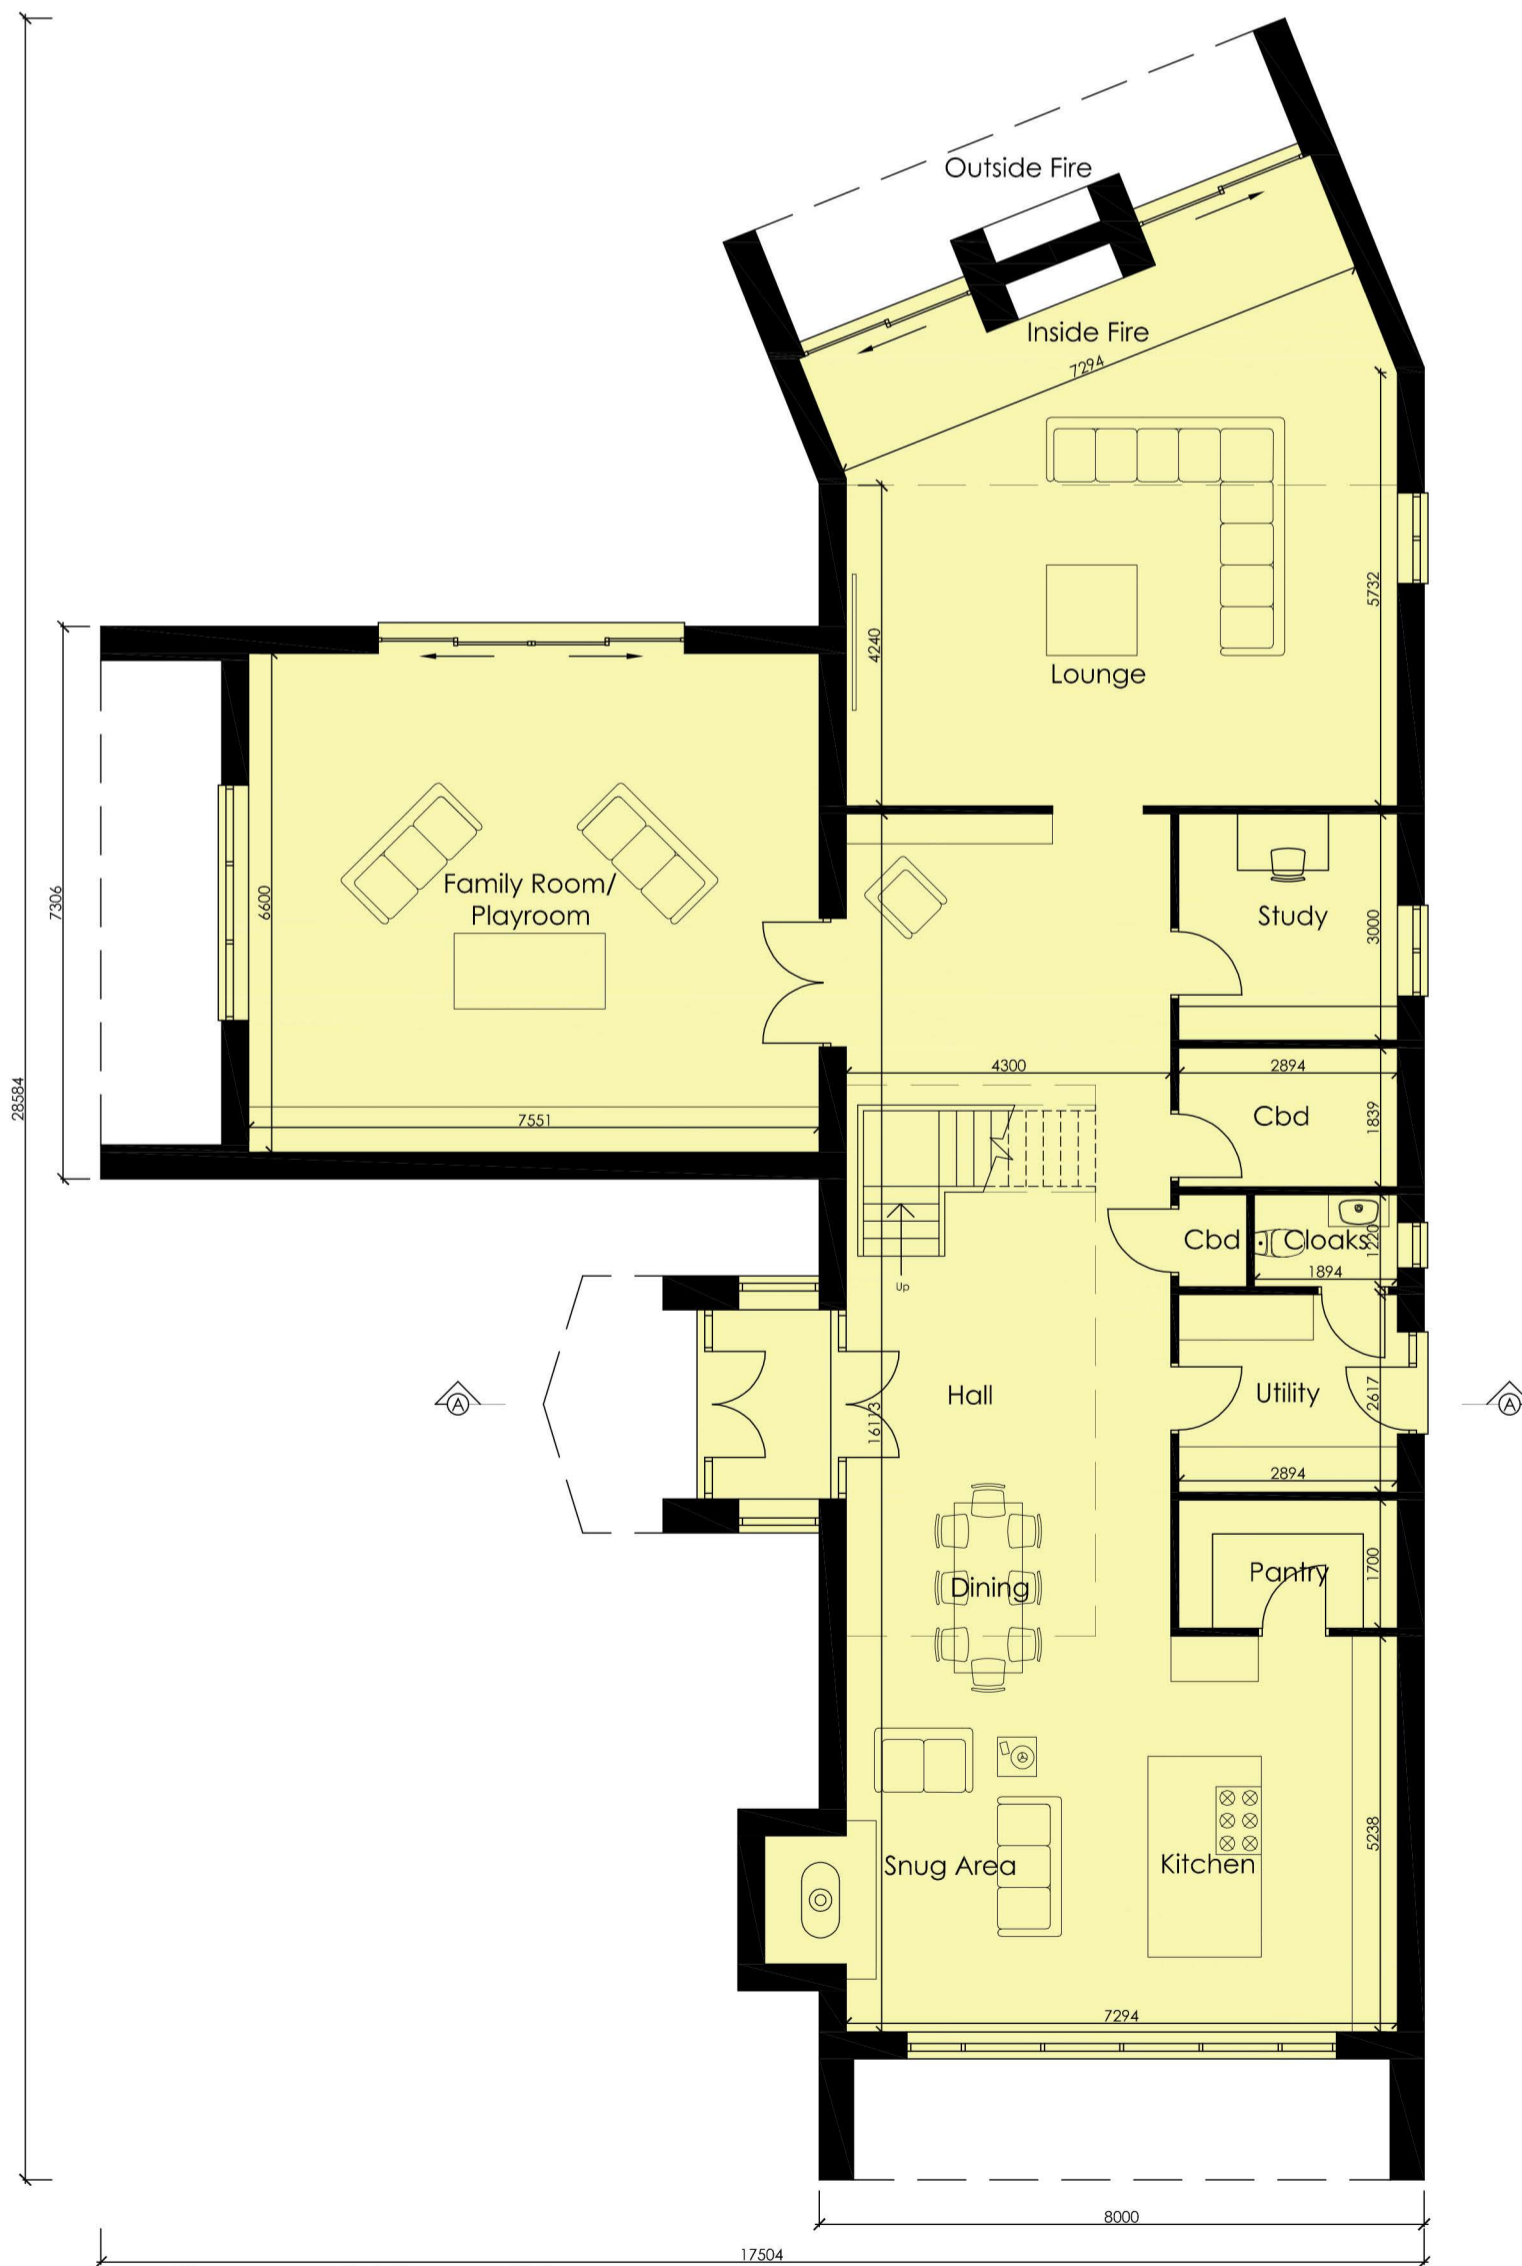 Outside Fire
Inside Fire
7294
5732
4240
Lounge
28584
7306
6600
Family Room/
Playroom
7551
Study
3000
4300
2894
Cbd
1839
Cbd
Cloaks
1220
1894
Up
A
Hall
16113
Utility
2617
A
2894
Dining
Pantry
1700
Snug Area
Kitchen
5238
7294
8000
17504